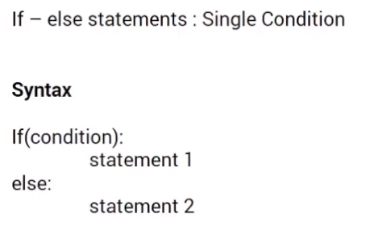 If – else statements : Single Condition
Syntax
If(condition):
statement 1
else:
statement 2